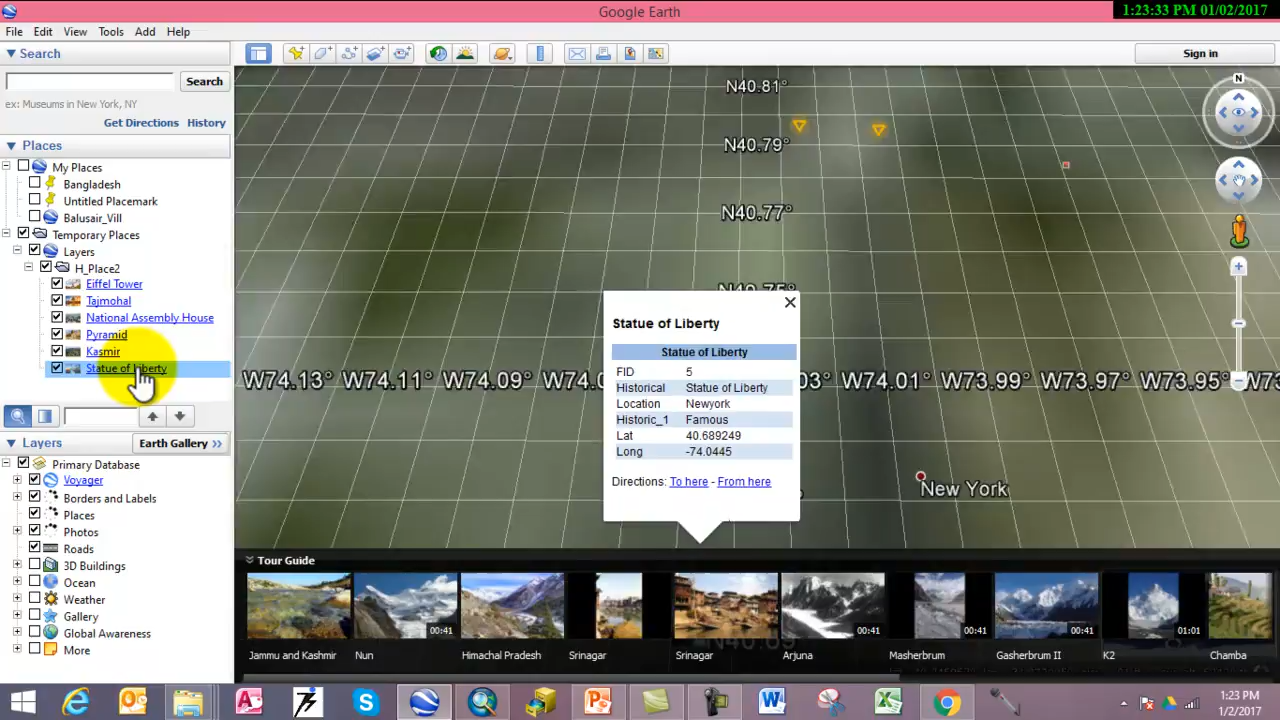 Google Earth
1:23:33 PM 01/02/2017
File Edit View Tools Add Help
Search
Search
ex: Museums in New York, NY
Get Directions History
Places
My Places
Bangladesh
Untitled Placemark
Balusair_Vill
Temporary Places
Layers
H_Place2
Eiffel Tower
Tajmohal
National Assembly House
Pyramid
Kasmir
Statue of Liberty
Layers
Earth Gallery >>
Primary Database
Voyager
Borders and Labels
Places
Photos
Roads
3D Buildings
Ocean
Weather
Gallery
Global Awareness
More
Sign in
N
N40.81°
N40.79°
N40.77°
W74.13° W74.11° W74.09° W74.01° W73.99° W73.97° W73.95°
Statue of Liberty
Statue of Liberty
FID 5
Historical Statue of Liberty
Location Newyork
Historic_1 Famous
Lat 40.689249
Long -74.0445
Directions: To here - From here
New York
Tour Guide
00:41 00:41 00:41 00:41 01:01
Jammu and Kashmir Nun Himachal Pradesh Srinagar Srinagar Arjuna Masherbrum Gasherbrum II K2 Chamba
1:23 PM
1/2/2017